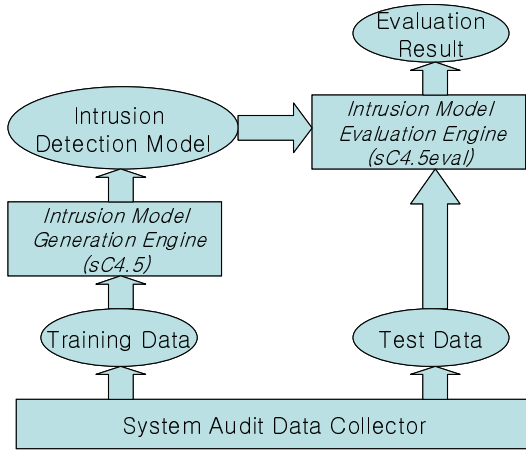 Evaluation
Result
Intrusion
Detection Model
Intrusion Model
Evaluation Engine
(sC4.5eval)
Intrusion Model
Generation Engine
(sC4.5)
Training Data
Test Data
System Audit Data Collector